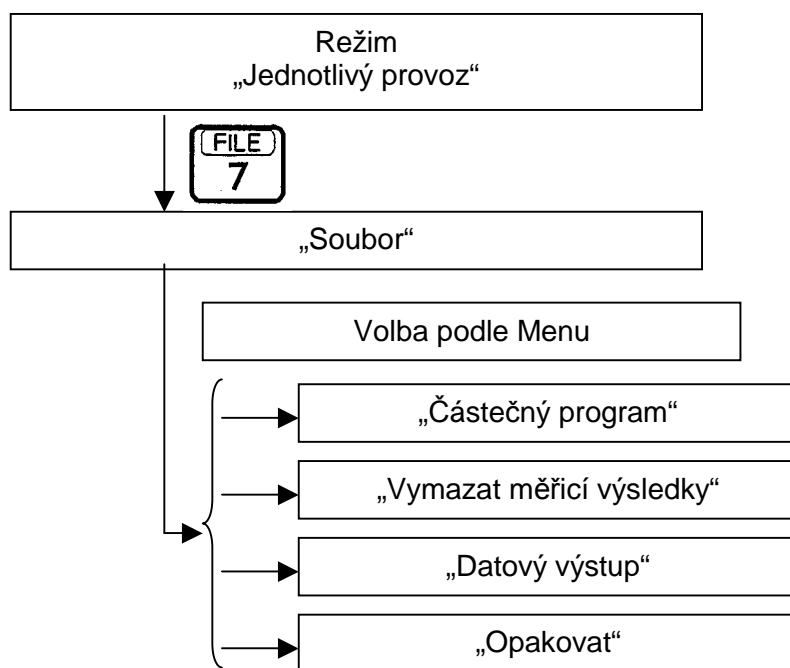 Režim
„Jednotlivý provoz“
FILE
7
„Soubor“
Volba podle Menu
„Částečný program“
„Vymazat měřicí výsledky“
„Datový výstup“
„Opakovat“